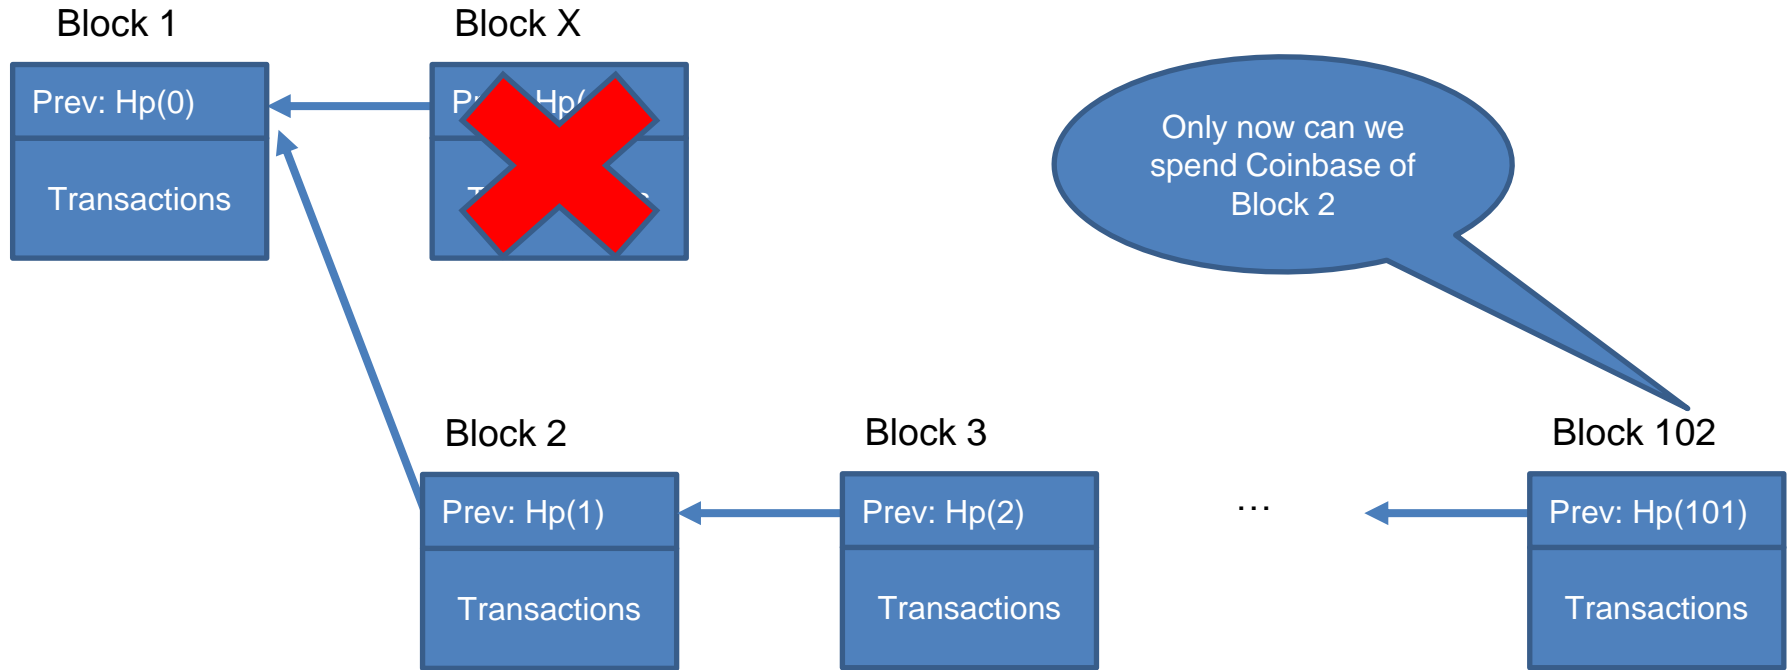 Block 1
Block X
Prev: Hp(0)
Hp(
Transactions
Only now can we
spend Coinbase of
Block 2
Block 2
Block 3
Block 102
Prev: Hp(1)
Prev: Hp(2)
...
Prev: Hp(101)
Transactions
Transactions
Transactions